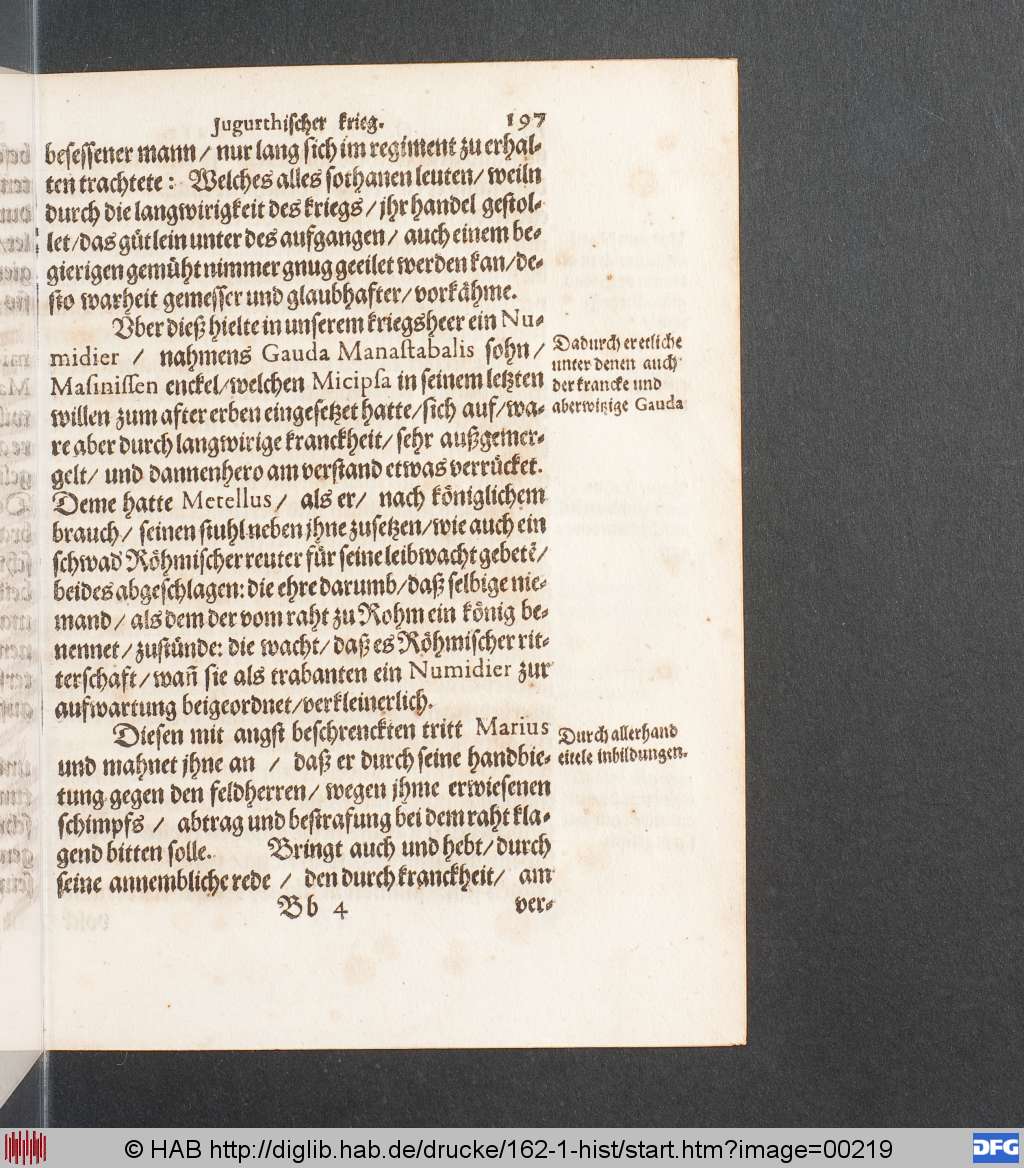 Jugurthischer krieg. 197
besessener mann / nur lang sich im regiment zu erhal-
ten trachtete: Welches alles sothanen leuten / weiln
durch die langwirigkeit des kriegs / jhr handel gestol-
let / das gütlein unter des aufgangen / auch einem be-
gierigen gemüht nimmer gnug geeilet werden kan / de-
sto warheit gemesser und glaubhafter / vorkähme.
Vber dieß hielte in unserem kriegsheer ein Nu-
midier / nahmens Gauda Manastabalis sohn /
Masinissen enckel / welchen Micipsa in seinem letzten
willen zum after erben eingesetzet hatte / sich auf / wa-
re aber durch langwirige kranckheit / sehr außgemer-
gelt / und dannenhero am verstand etwas verrücket.
Deme hatte Metellus / als er / nach königlichem
brauch / seinen stuhl neben jhne zusetzen / wie auch ein
schwad Röhmischer reuter für seine leibwacht gebetē /
beides abgeschlagen: die ehre darumb / daß selbige nie-
mand / als dem der vom raht zu Rohm ein könig be-
nennet / zustünde: die wacht / daß es Röhmischer rit-
terschaft / wañ sie als trabanten ein Numidier zur
aufwartung beigeordnet / verkleinerlich.
Diesen mit angst beschrenckten tritt Marius
und mahnet jhne an / daß er durch seine handbie-
tung gegen den feldherren / wegen jhme erwiesenen
schimpfs / abtrag und bestrafung bei dem raht kla-
gend bitten solle. Bringt auch und hebt / durch
seine annembliche rede / den durch kranckheit / am
Bb 4 ver-
Dadurch er etliche
unter denen auch
der krancke und
aberwitzige Gauda
Durch allerhand
eitele inbildungen.
© HAB http://diglib.hab.de/drucke/162-1-hist/start.htm?image=00219
DFG